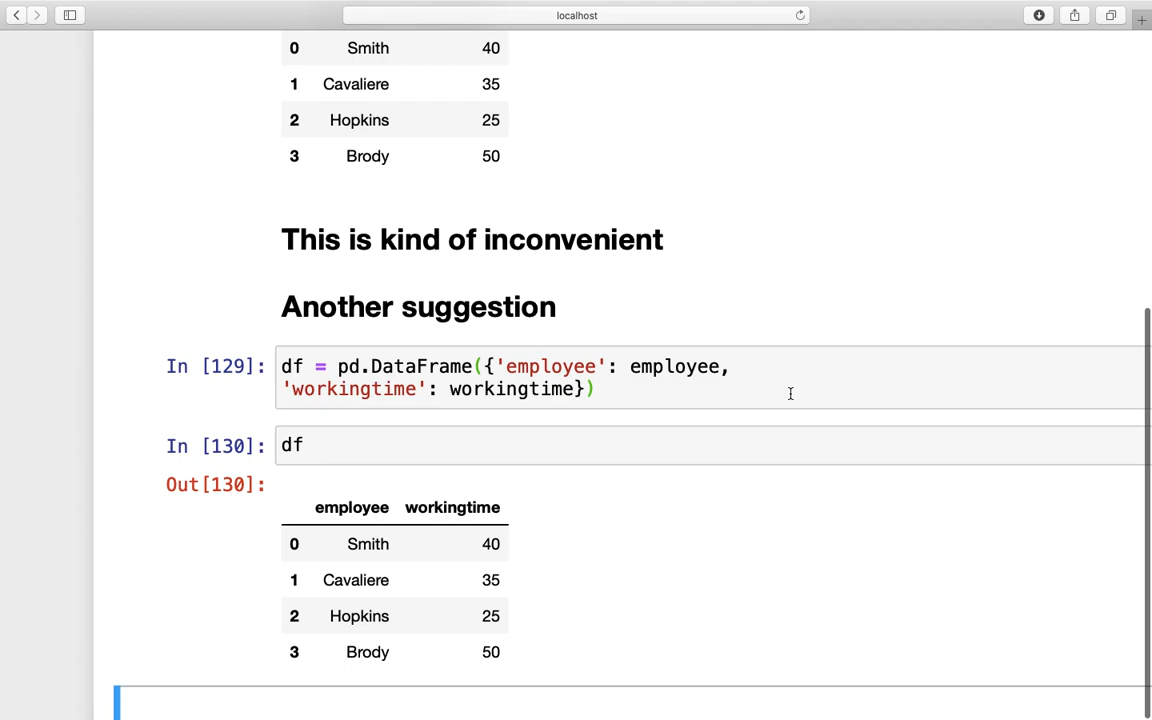 localhost
0 Smith 40
1 Cavaliere 35
2 Hopkins 25
3 Brody 50
This is kind of inconvenient
Another suggestion
In [129]: df = pd.DataFrame({'employee': employee,
'workingtime': workingtime})
In [130]: df
Out[130]:
employee workingtime
0 Smith 40
1 Cavaliere 35
2 Hopkins 25
3 Brody 50